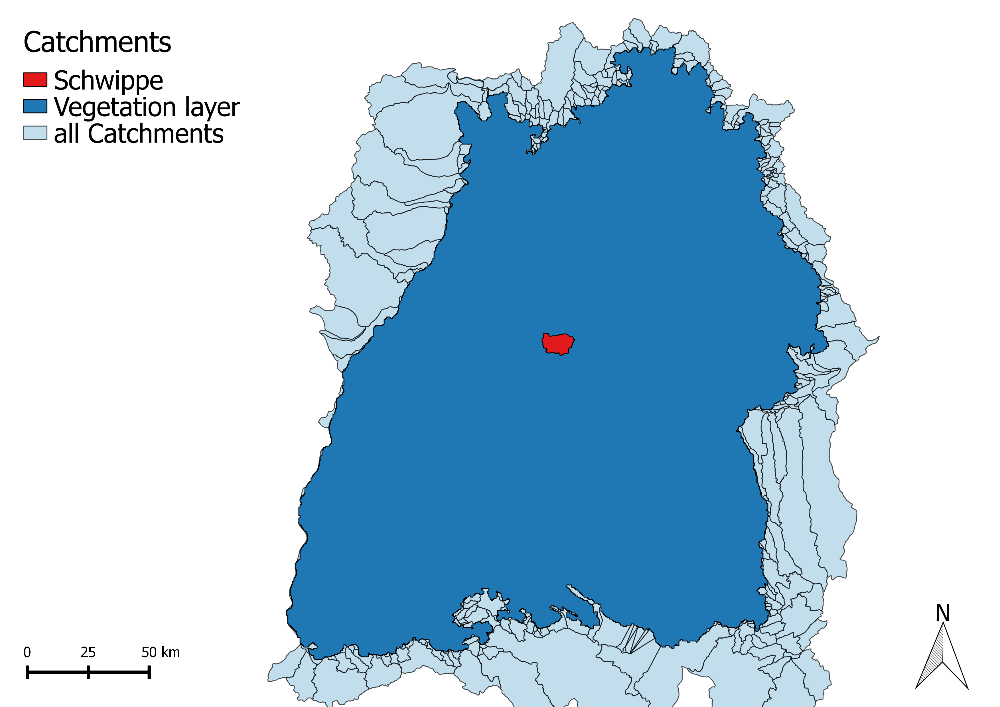 Catchments
Schwippe
Vegetation layer
all Catchments
N
0 25 50 km